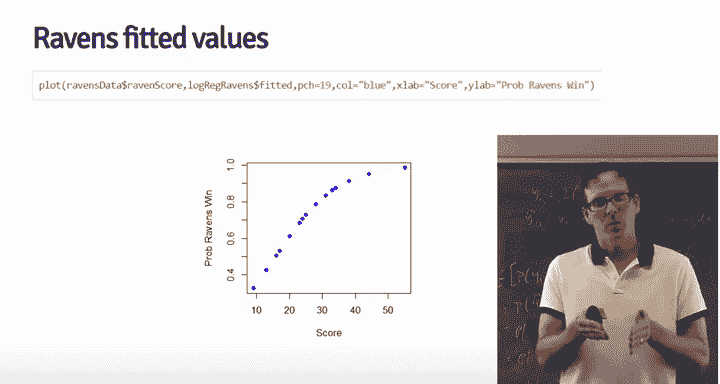 Ravens fitted values
plot(ravensData$ravenScore,logRegRavens$fitted,pch=19,col="blue",xlab="Score",ylab="Prob Ravens Win")
Prob Ravens Win
1.0
0.8
0.6
0.4
10 20 30 40 50
Score